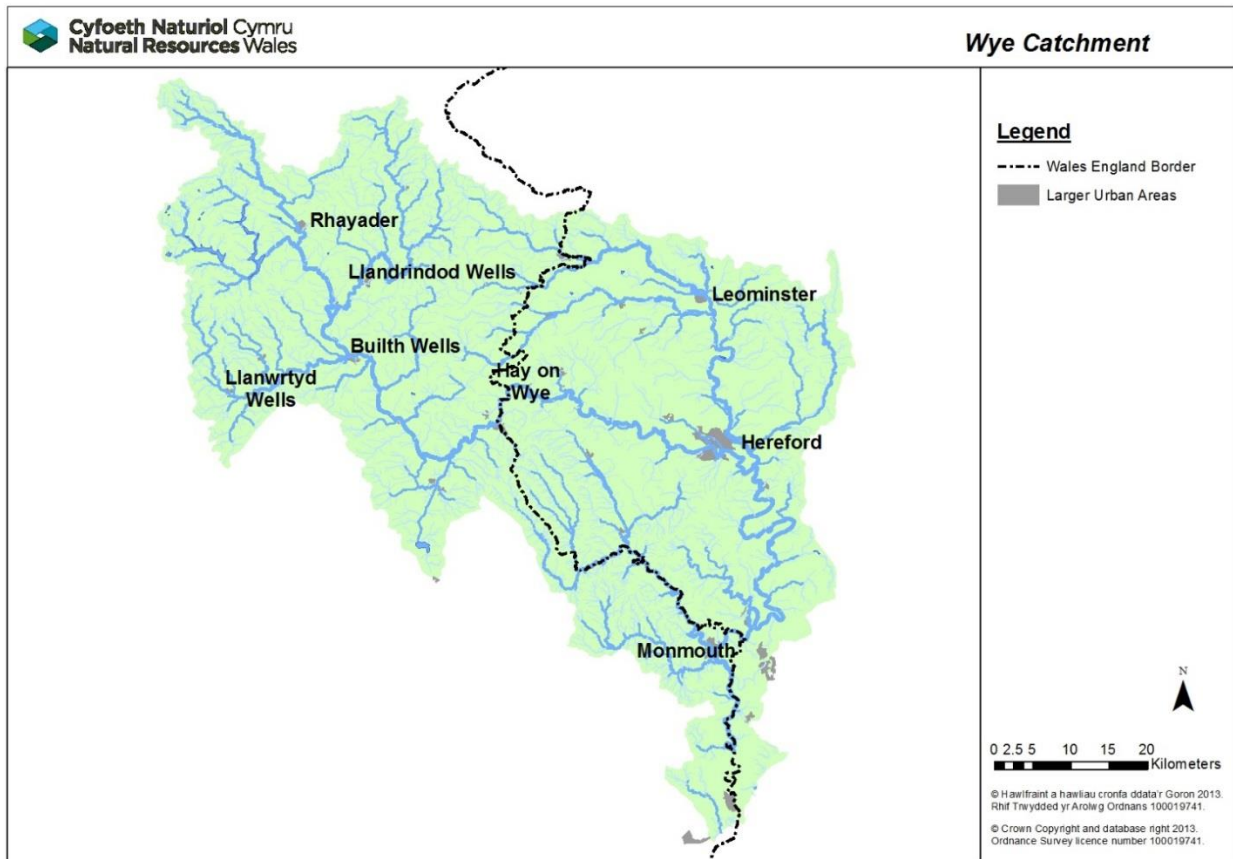 Cyfoeth Naturiol Cymru
Natural Resources Wales
Wye Catchment
Rhayader
Llandrindod Wells
Leominster
Builth Wells
Llanwrtyd
Wells
Hay on
Wye
Hereford
Monmouth
Legend
Wales England Border
Larger Urban Areas
N
0 2.5 5 10 15 20
Kilometers
© Hawlfraint a hawliau cronfa ddata'r Goron 2013.
Rhif Trwydded yr Arolwg Ordnans 100019741.
© Crown Copyright and database right 2013.
Ordnance Survey licence number 100019741.